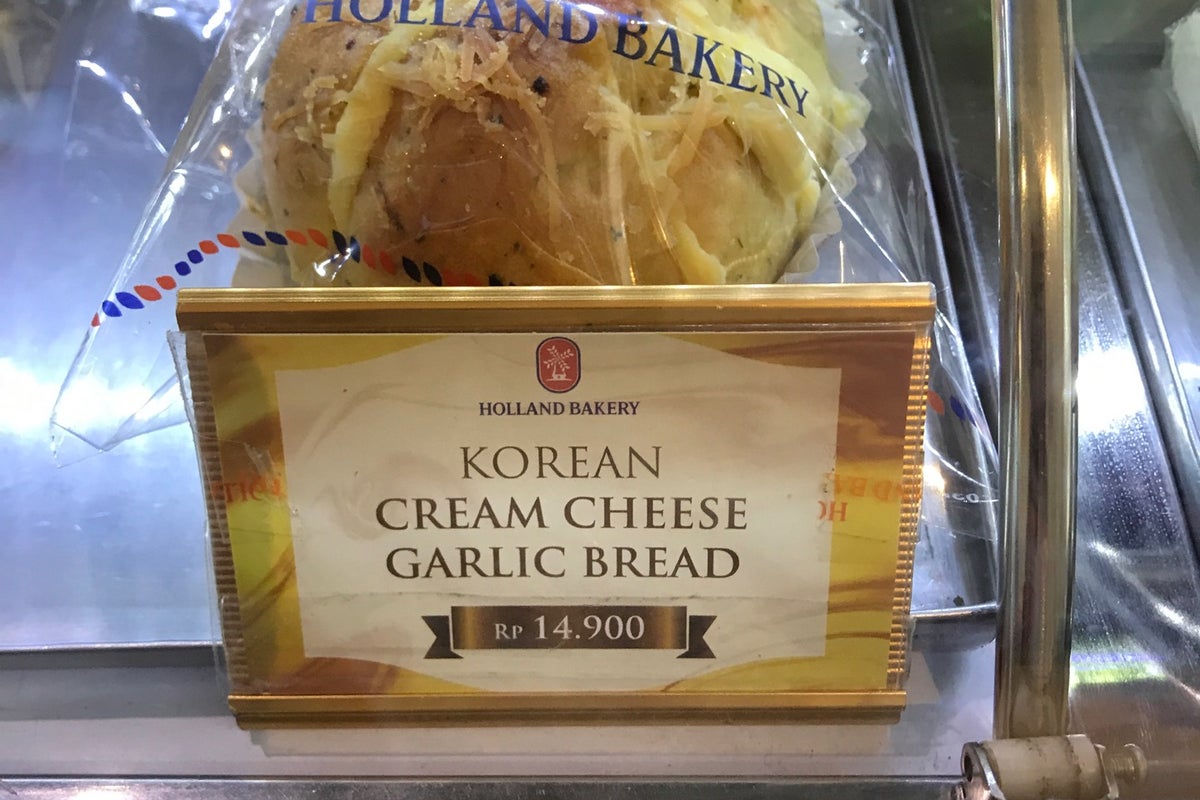 HOLLAND BAKERY
HOLLAND BAKERY
KOREAN
CREAM CHEESE
GARLIC BREAD
RP 14.900